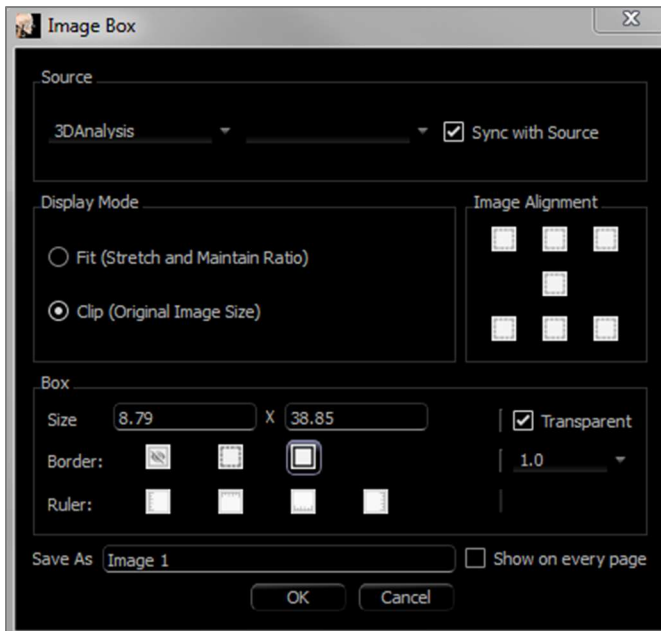 Image Box
Source
3DAnalysis
Sync with Source
Display Mode
Image Alignment
Fit (Stretch and Maintain Ratio)
Clip (Original Image Size)
Box
Size 8.79 X 38.85 Transparent
Border: 1.0
Ruler:
Save As Image 1 Show on every page
OK Cancel